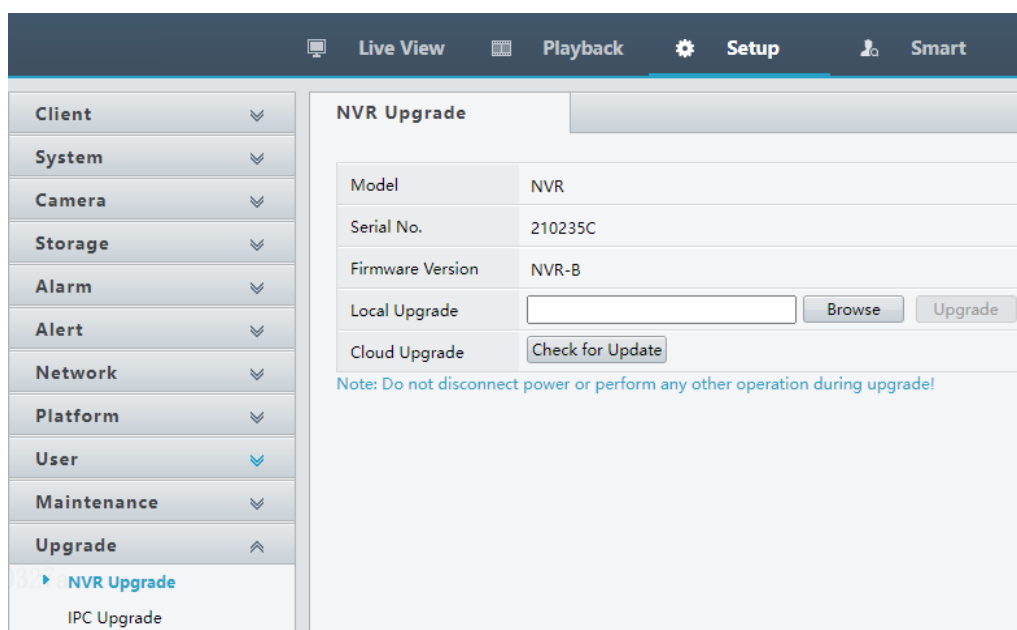 Live View Playback Setup Smart
Client
System
Camera
Storage
Alarm
Alert
Network
Platform
User
Maintenance
Upgrade
NVR Upgrade
IPC Upgrade
NVR Upgrade
Model NVR
Serial No. 210235C
Firmware Version NVR-B
Local Upgrade Browse Upgrade
Cloud Upgrade Check for Update
Note: Do not disconnect power or perform any other operation during upgrade!